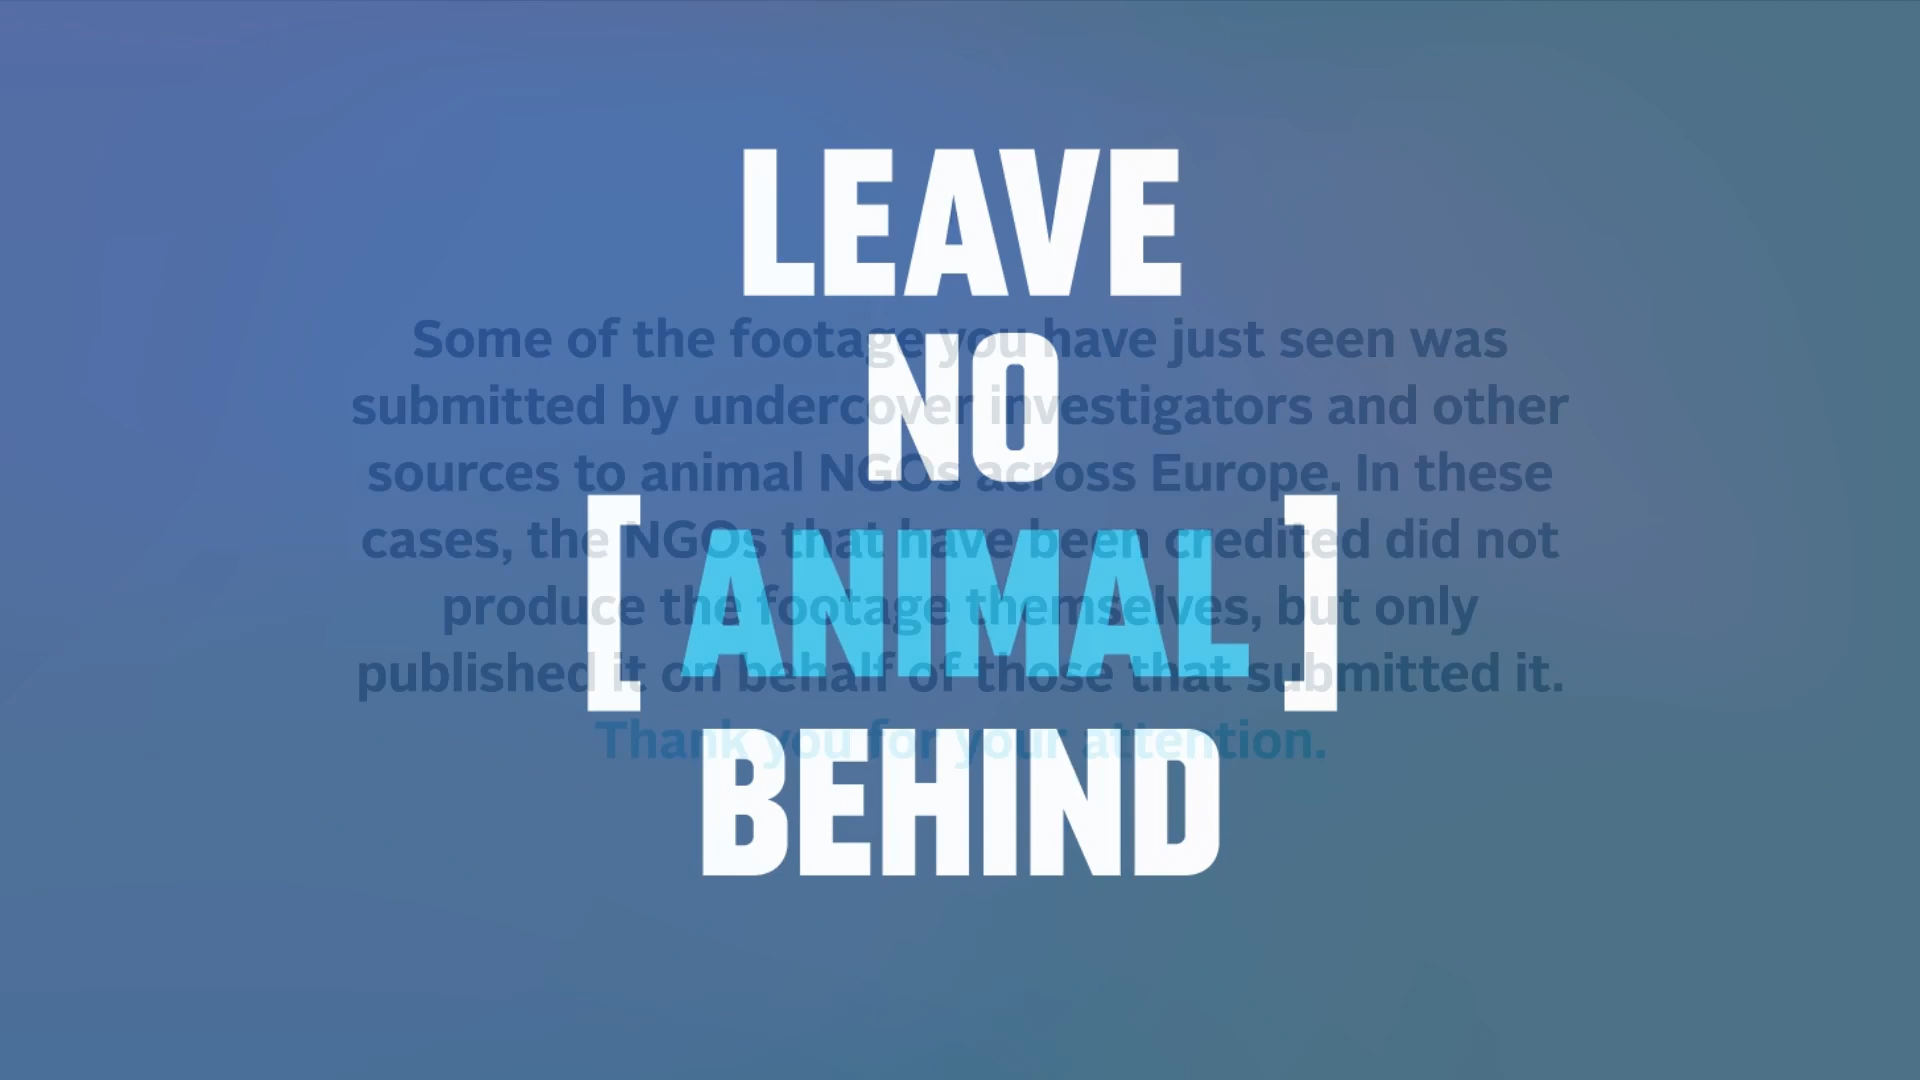 LEAVE
NO
[ ANIMAL ]
BEHIND
Some of the footage you have just seen was
submitted by undercover investigators and other
sources to animal NGOs across Europe. In these
cases, the NGOs that have been credited did not
produce the footage themselves, but only
published it on behalf of those that submitted it.
Thank you for your attention.